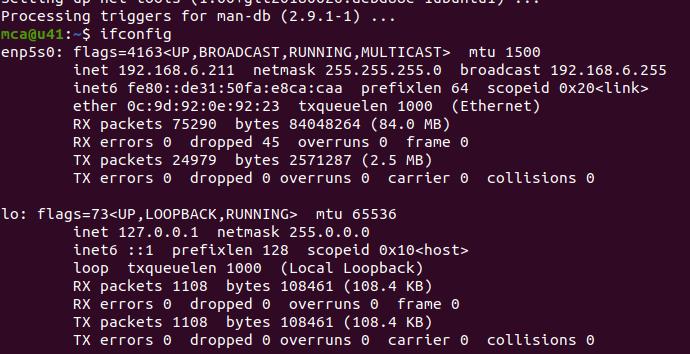 Processing triggers for man-db (2.9.1-1) ...
mca@u41:~$ ifconfig
enp5s0: flags=4163<UP,BROADCAST,RUNNING,MULTICAST>  mtu 1500
        inet 192.168.6.211  netmask 255.255.255.0  broadcast 192.168.6.255
        inet6 fe80::de31:50fa:e8ca:caa  prefixlen 64  scopeid 0x20<link>
        ether 0c:9d:92:0e:92:23  txqueuelen 1000  (Ethernet)
        RX packets 75290  bytes 84048264 (84.0 MB)
        RX errors 0  dropped 45  overruns 0  frame 0
        TX packets 24979  bytes 2571287 (2.5 MB)
        TX errors 0  dropped 0 overruns 0  carrier 0  collisions 0

lo: flags=73<UP,LOOPBACK,RUNNING>  mtu 65536
        inet 127.0.0.1  netmask 255.0.0.0
        inet6 ::1  prefixlen 128  scopeid 0x10<host>
        loop  txqueuelen 1000  (Local Loopback)
        RX packets 1108  bytes 108461 (108.4 KB)
        RX errors 0  dropped 0  overruns 0  frame 0
        TX packets 1108  bytes 108461 (108.4 KB)
        TX errors 0  dropped 0 overruns 0  carrier 0  collisions 0